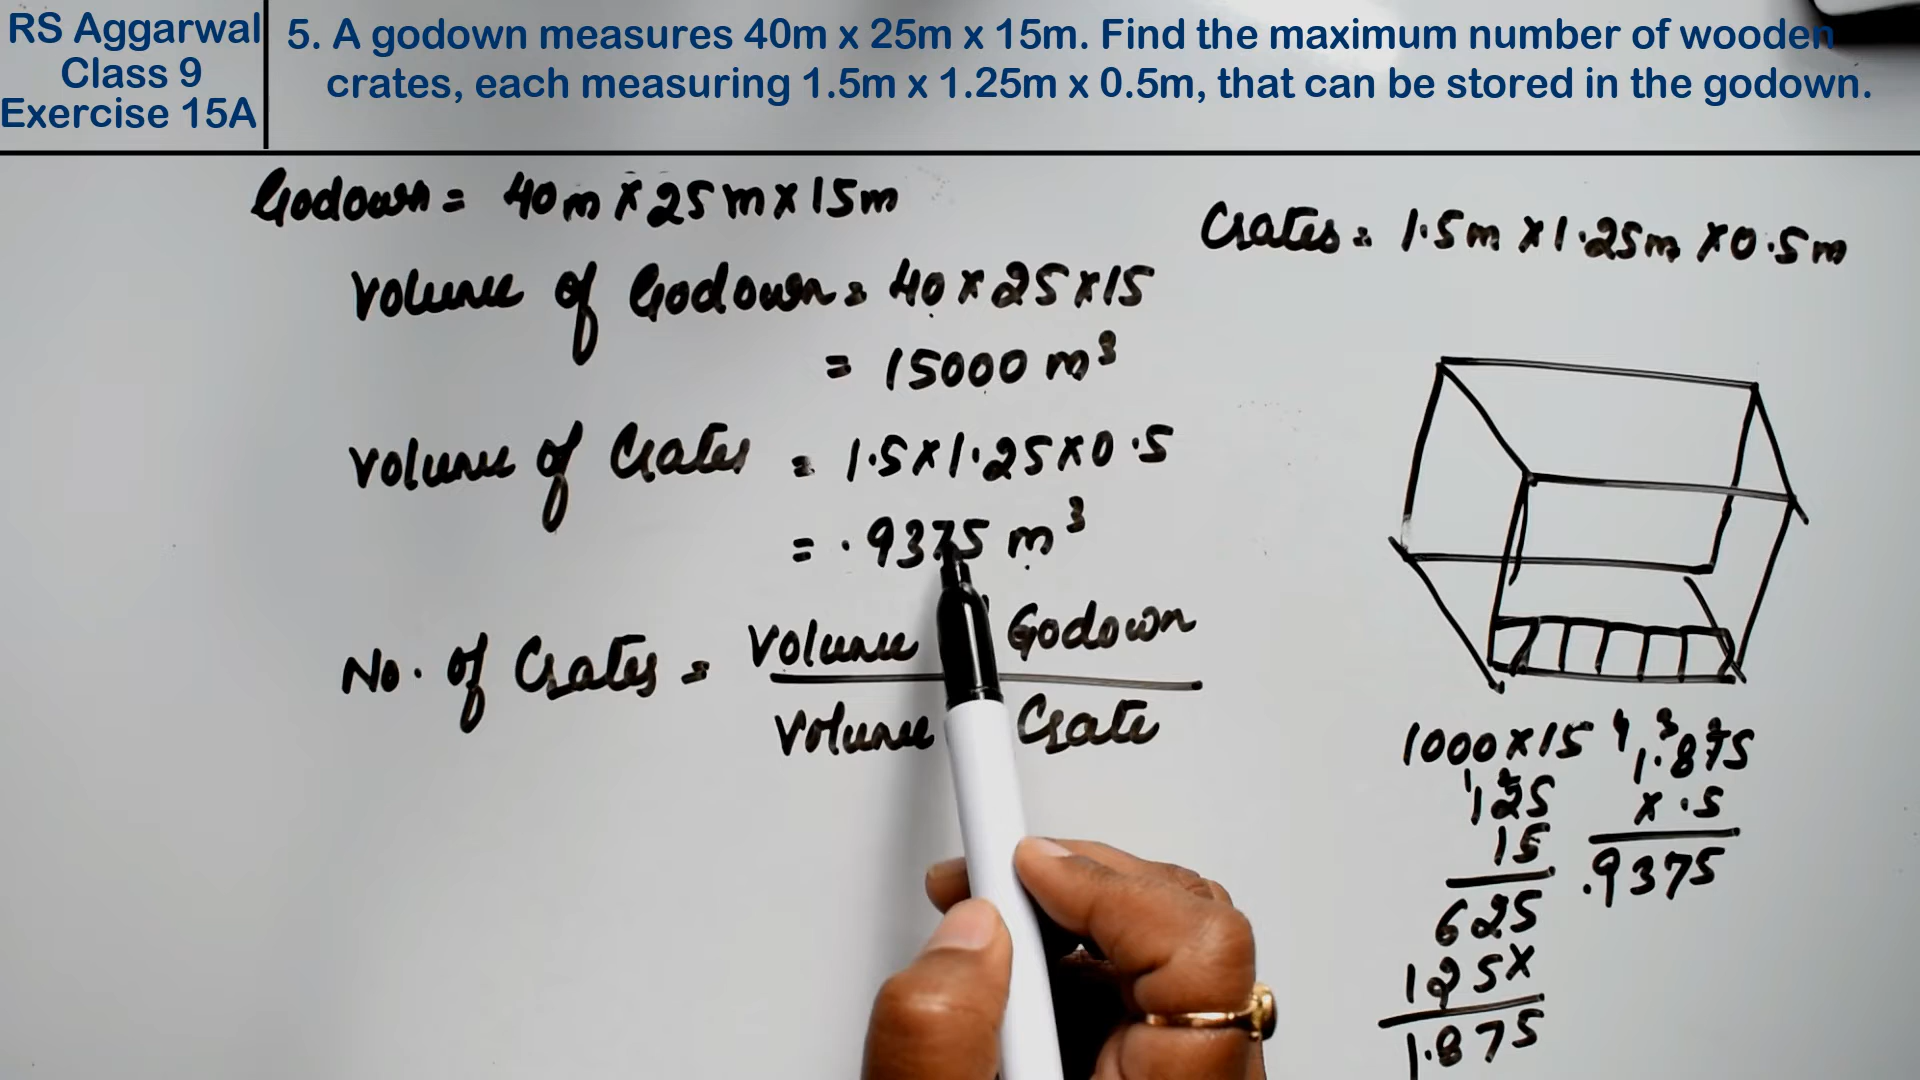 RS Aggarwal
Class 9
Exercise 15A
5. A godown measures 40m x 25m x 15m. Find the maximum number of wooden
crates, each measuring 1.5m x 1.25m x 0.5m, that can be stored in the godown.
Godown = 40m × 25m × 15m
Crates = 1.5m × 1.25m × 0.5m
Volume of Godown = 40 × 25 × 15
= 15000 m³
Volume of Crates = 1.5 × 1.25 × 0.5
= .9375 m³
No. of Crates = Volume Godown
Volume Crate
1000 × 15
125
15
625
125×
1.875
1.875
× .5
.9375